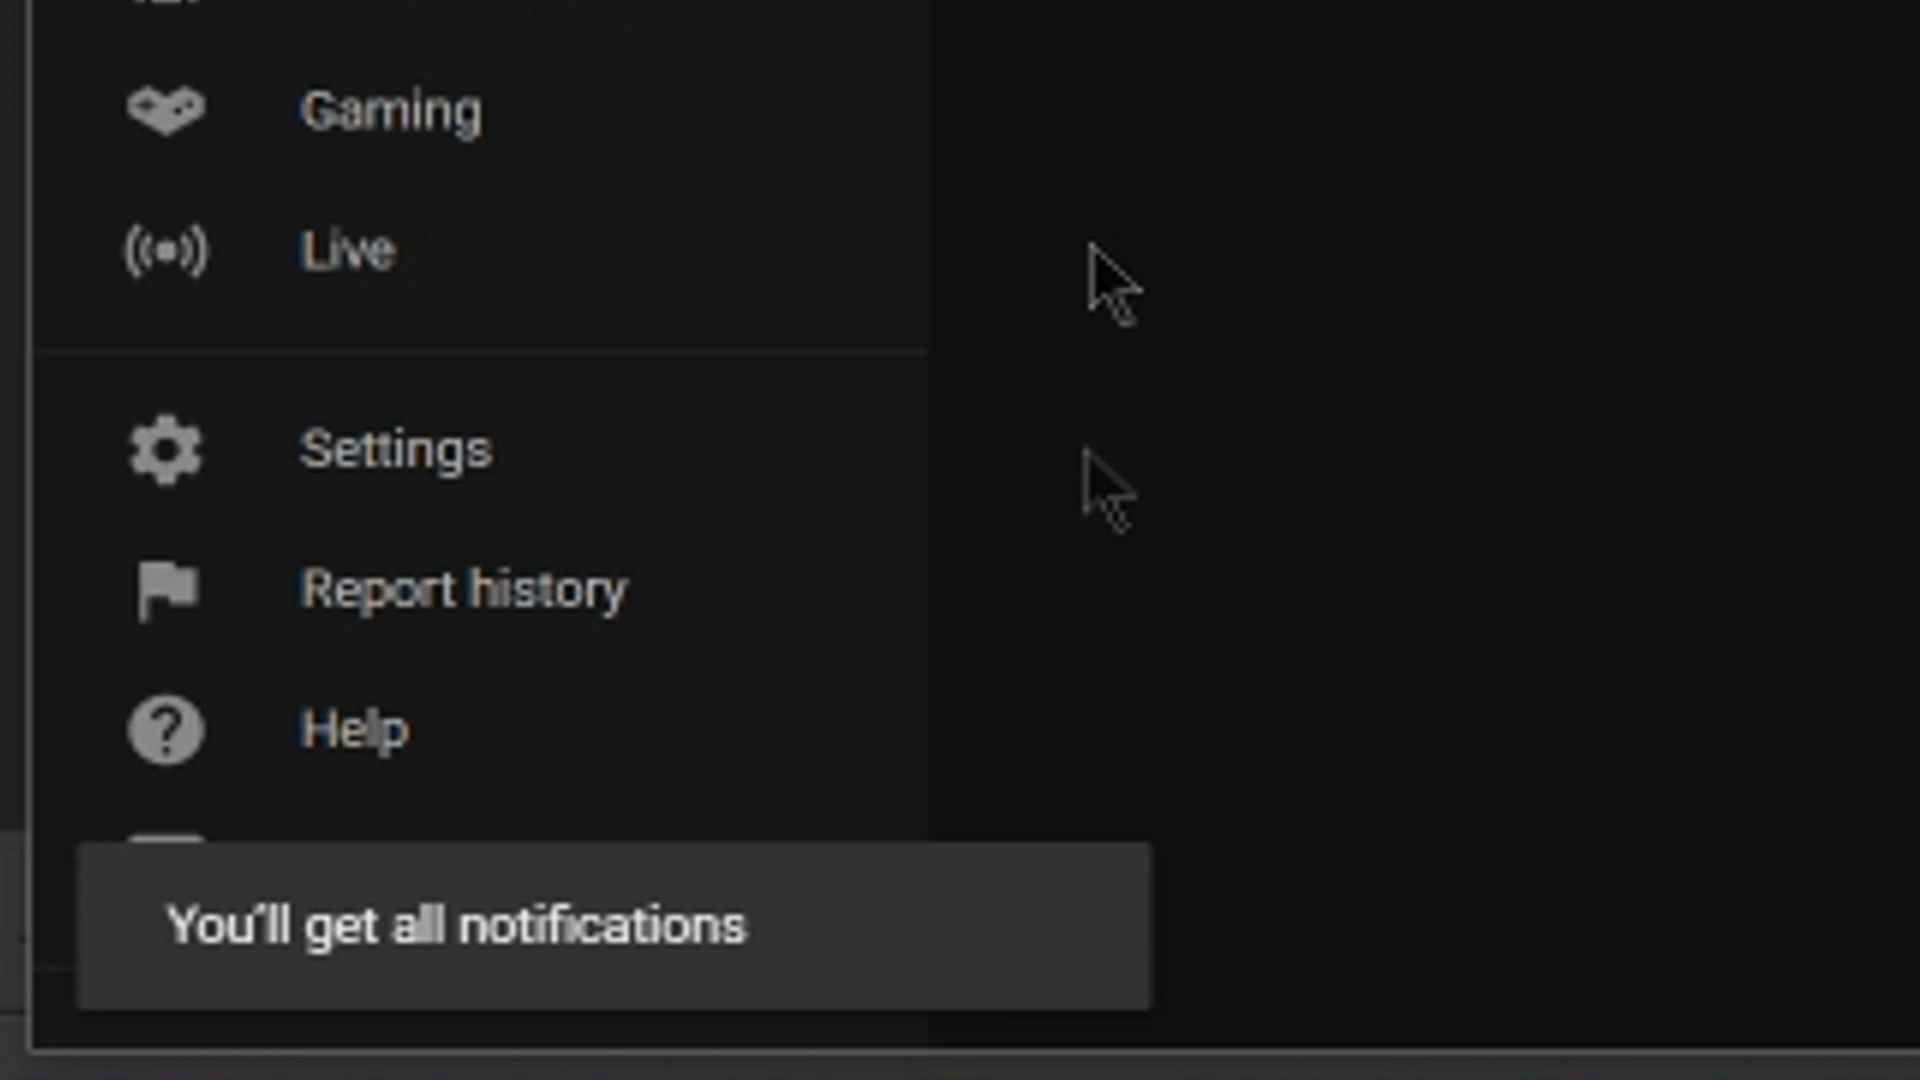 Gaming
Live
Settings
Report history
Help
You'll get all notifications